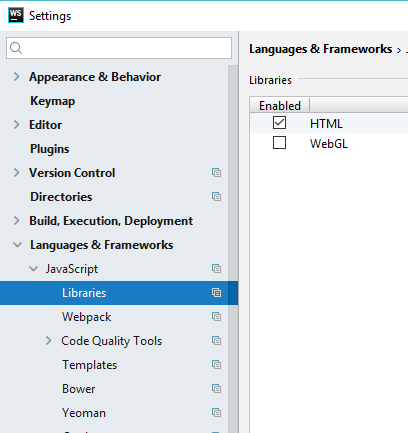 WS Settings
Appearance & Behavior
Keymap
Editor
Plugins
Version Control
Directories
Build, Execution, Deployment
Languages & Frameworks
JavaScript
Libraries
Webpack
Code Quality Tools
Templates
Bower
Yeoman
Languages & Frameworks ›
Libraries
Enabled
HTML
WebGL